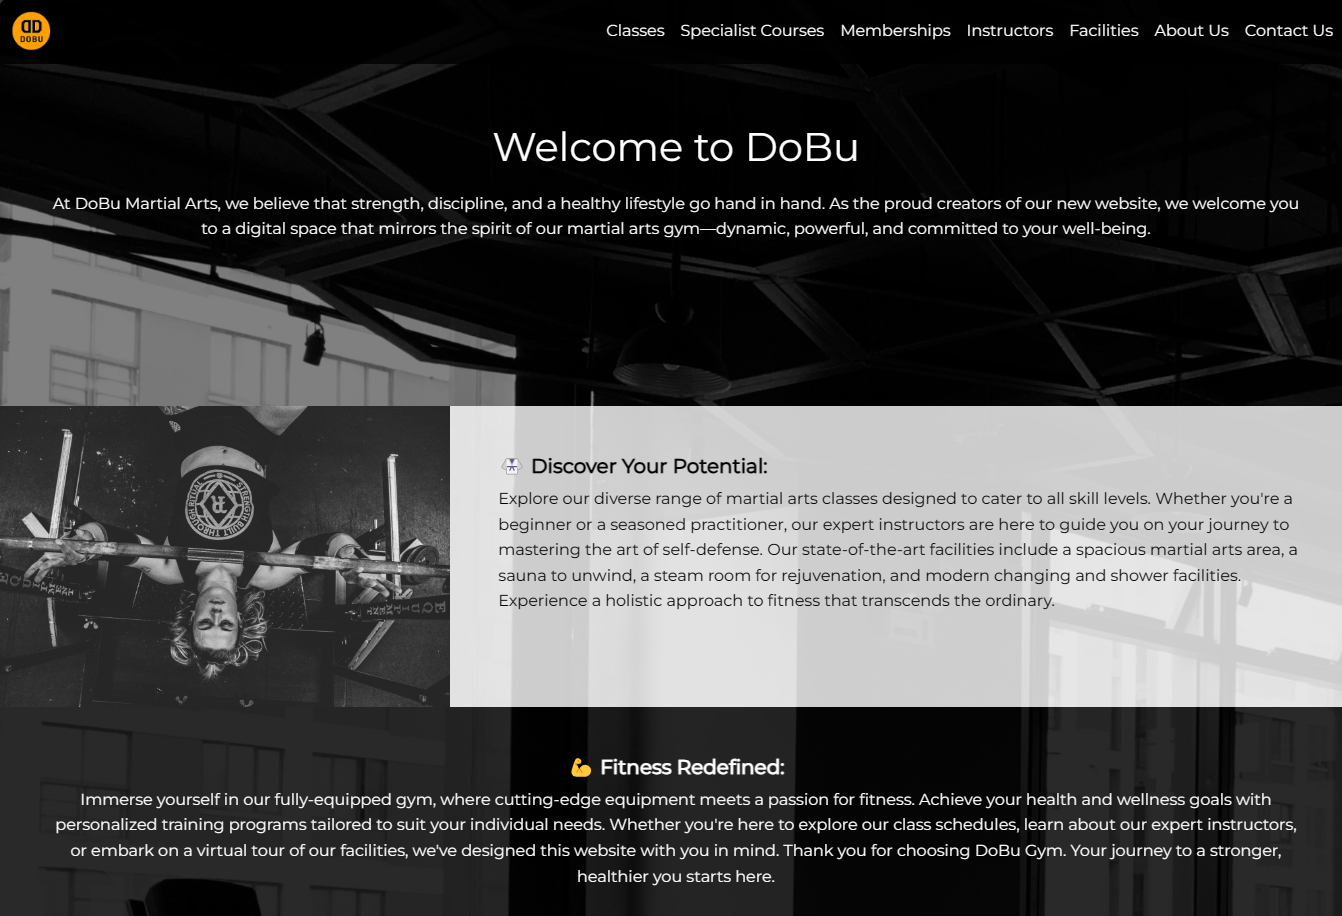 DD
DOBU
Classes Specialist Courses Memberships Instructors Facilities About Us Contact Us
Welcome to DoBu
At DoBu Martial Arts, we believe that strength, discipline, and a healthy lifestyle go hand in hand. As the proud creators of our new website, we welcome you
to a digital space that mirrors the spirit of our martial arts gym—dynamic, powerful, and committed to your well-being.
STRENGTH BUILT THROUGH RITUAL
R
EQUIPMENT
Discover Your Potential:
Explore our diverse range of martial arts classes designed to cater to all skill levels. Whether you're a
beginner or a seasoned practitioner, our expert instructors are here to guide you on your journey to
mastering the art of self-defense. Our state-of-the-art facilities include a spacious martial arts area, a
sauna to unwind, a steam room for rejuvenation, and modern changing and shower facilities.
Experience a holistic approach to fitness that transcends the ordinary.
Fitness Redefined:
Immerse yourself in our fully-equipped gym, where cutting-edge equipment meets a passion for fitness. Achieve your health and wellness goals with
personalized training programs tailored to suit your individual needs. Whether you're here to explore our class schedules, learn about our expert instructors,
or embark on a virtual tour of our facilities, we've designed this website with you in mind. Thank you for choosing DoBu Gym. Your journey to a stronger,
healthier you starts here.